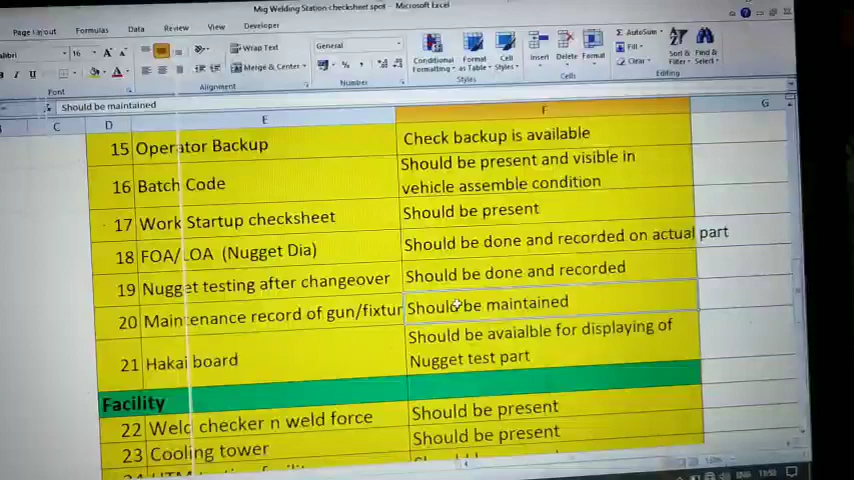 Mig Welding Station checksheet spot - Microsoft Excel
Page Layout Formulas Data Review View Developer
16
Wrap Text
General
AutoSum
Merge & Center
Conditional Formatting
Format as Table
Cell Styles
Insert Delete Format
Fill
Clear
Sort & Filter
Find & Select
Font Alignment Number Styles Cells Editing
Should be maintained
C D E F G
15 Operator Backup Check backup is available
16 Batch Code Should be present and visible in
vehicle assemble condition
17 Work Startup checksheet Should be present
18 FOA/LOA (Nugget Dia) Should be done and recorded on actual part
19 Nugget testing after changeover Should be done and recorded
20 Maintenance record of gun/fixtur Should be maintained
21 Hakai board Should be avaialble for displaying of
Nugget test part
Facility
22 Weld checker n weld force Should be present
23 Cooling tower Should be present